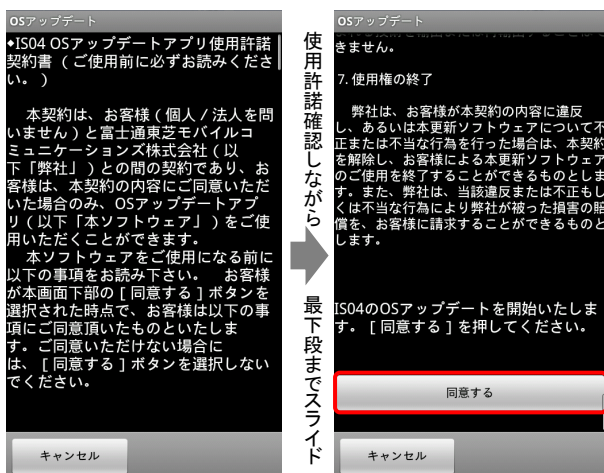 OSアップデート
◆IS04 OSアップデートアプリ使用許諾
契約書 （ご使用前に必ずお読みくださ
い。）
本契約は、お客様（個人／法人を問
いません）と富士通東芝モバイルコ
ミュニケーションズ株式会社（以
下「弊社」）との間の契約であり、お
客様は、本契約の内容にご同意いただ
いた場合のみ、OSアップデートアプ
リ（以下「本ソフトウェア」）をご使
用いただくことができます。
本ソフトウェアをご使用になる前に
以下の事項をお読み下さい。 お客様
が本画面下部の［同意する］ボタンを
選択された時点で、お客様は以下の事
項にご同意頂いたものといたしま
す。ご同意いただけない場合に
は、［同意する］ボタンを選択しない
でください。
キャンセル
使用許諾確認しながら
最下段までスライド
OSアップデート
きません。
7. 使用権の終了
弊社は、お客様が本契約の内容に違反
し、あるいは本更新ソフトウェアについて不
正または不当な行為を行った場合は、本契約
を解除し、お客様による本更新ソフトウェア
のご使用を終了することができるものとしま
す。また、弊社は、当該違反または不正もし
くは不当な行為により弊社が被った損害の賠
償を、お客様に請求することができるものと
します。
IS04のOSアップデートを開始いたしま
す。［同意する］を押してください。
同意する
キャンセル